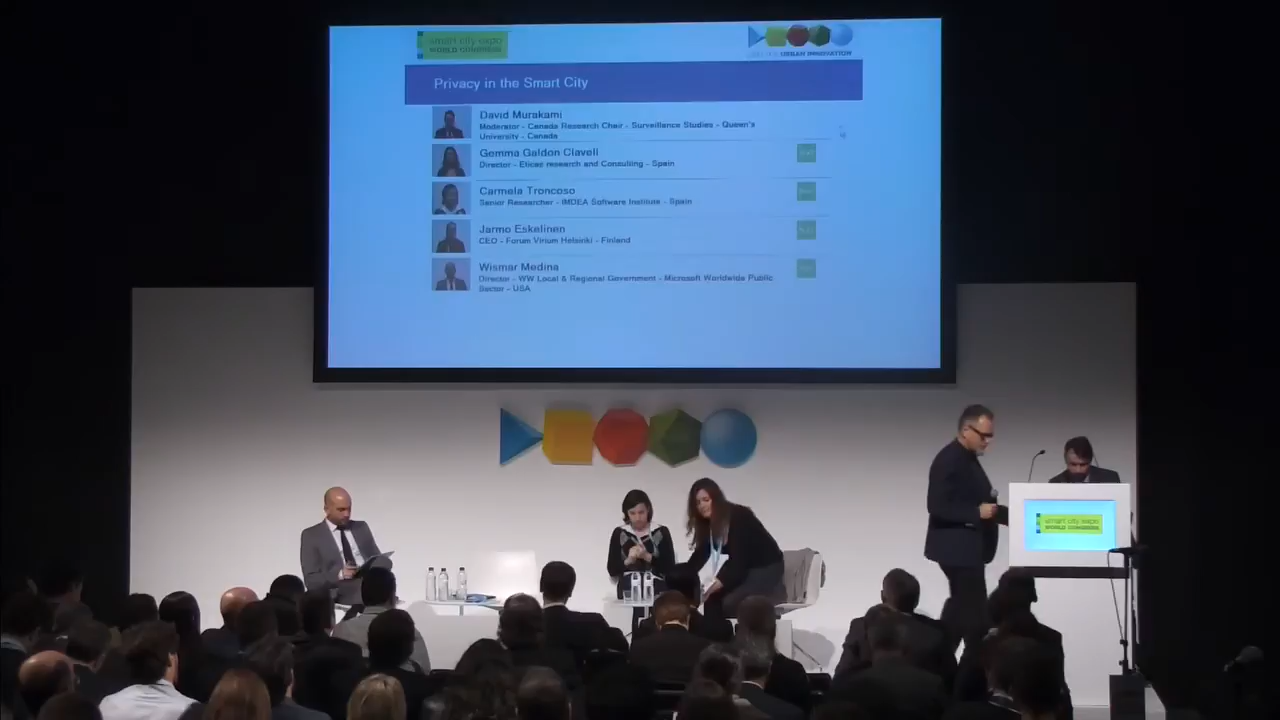 smart city expo
WORLD CONGRESS
URBAN INNOVATION
Privacy in the Smart City
David Murakami
Moderator - Canada Research Chair - Surveillance Studies - Queen's
University - Canada
Gemma Galdon Clavell
Director - Eticas research and Consulting - Spain
Carmela Troncoso
Senior Researcher - IMDEA Software Institute - Spain
Jarmo Eskelinen
CEO - Forum Virium Helsinki - Finland
Wismar Medina
Director - WW Local & Regional Government - Microsoft Worldwide Public
Sector - USA
smart city expo
WORLD CONGRESS